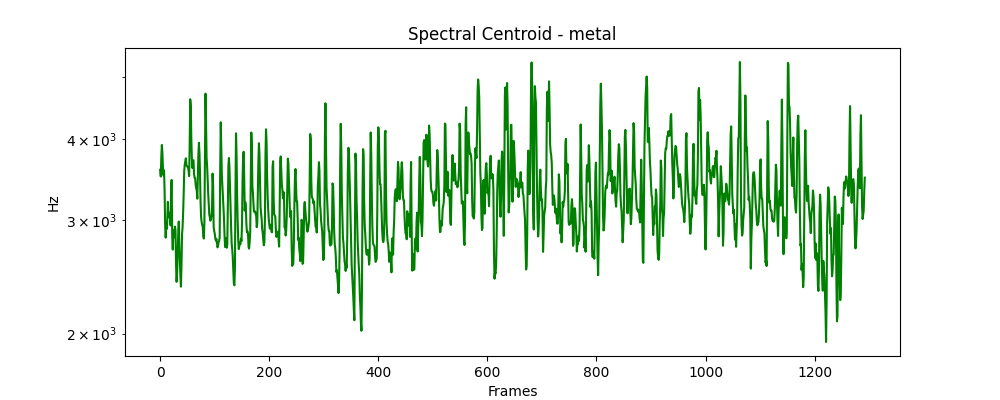 Spectral Centroid - metal
Hz
4 × 10³
3 × 10³
2 × 10³
0 200 400 600 800 1000 1200
Frames